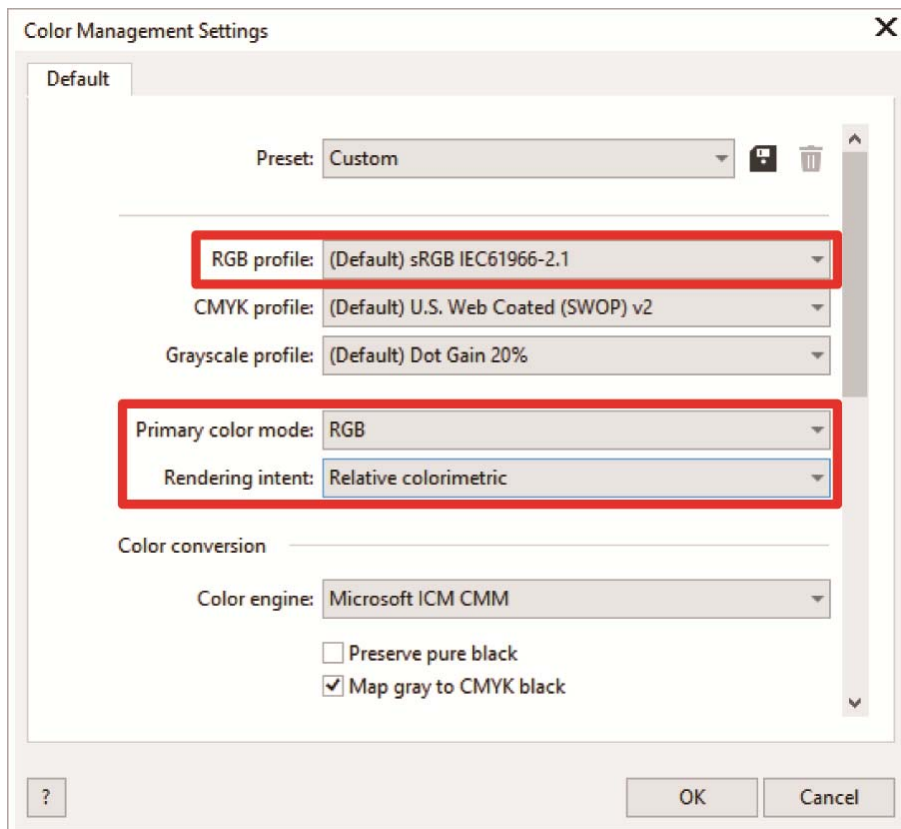 Color Management Settings
Default
Preset: Custom
RGB profile: (Default) sRGB IEC61966-2.1
CMYK profile: (Default) U.S. Web Coated (SWOP) v2
Grayscale profile: (Default) Dot Gain 20%
Primary color mode: RGB
Rendering intent: Relative colorimetric
Color conversion
Color engine: Microsoft ICM CMM
Preserve pure black
Map gray to CMYK black
? OK Cancel